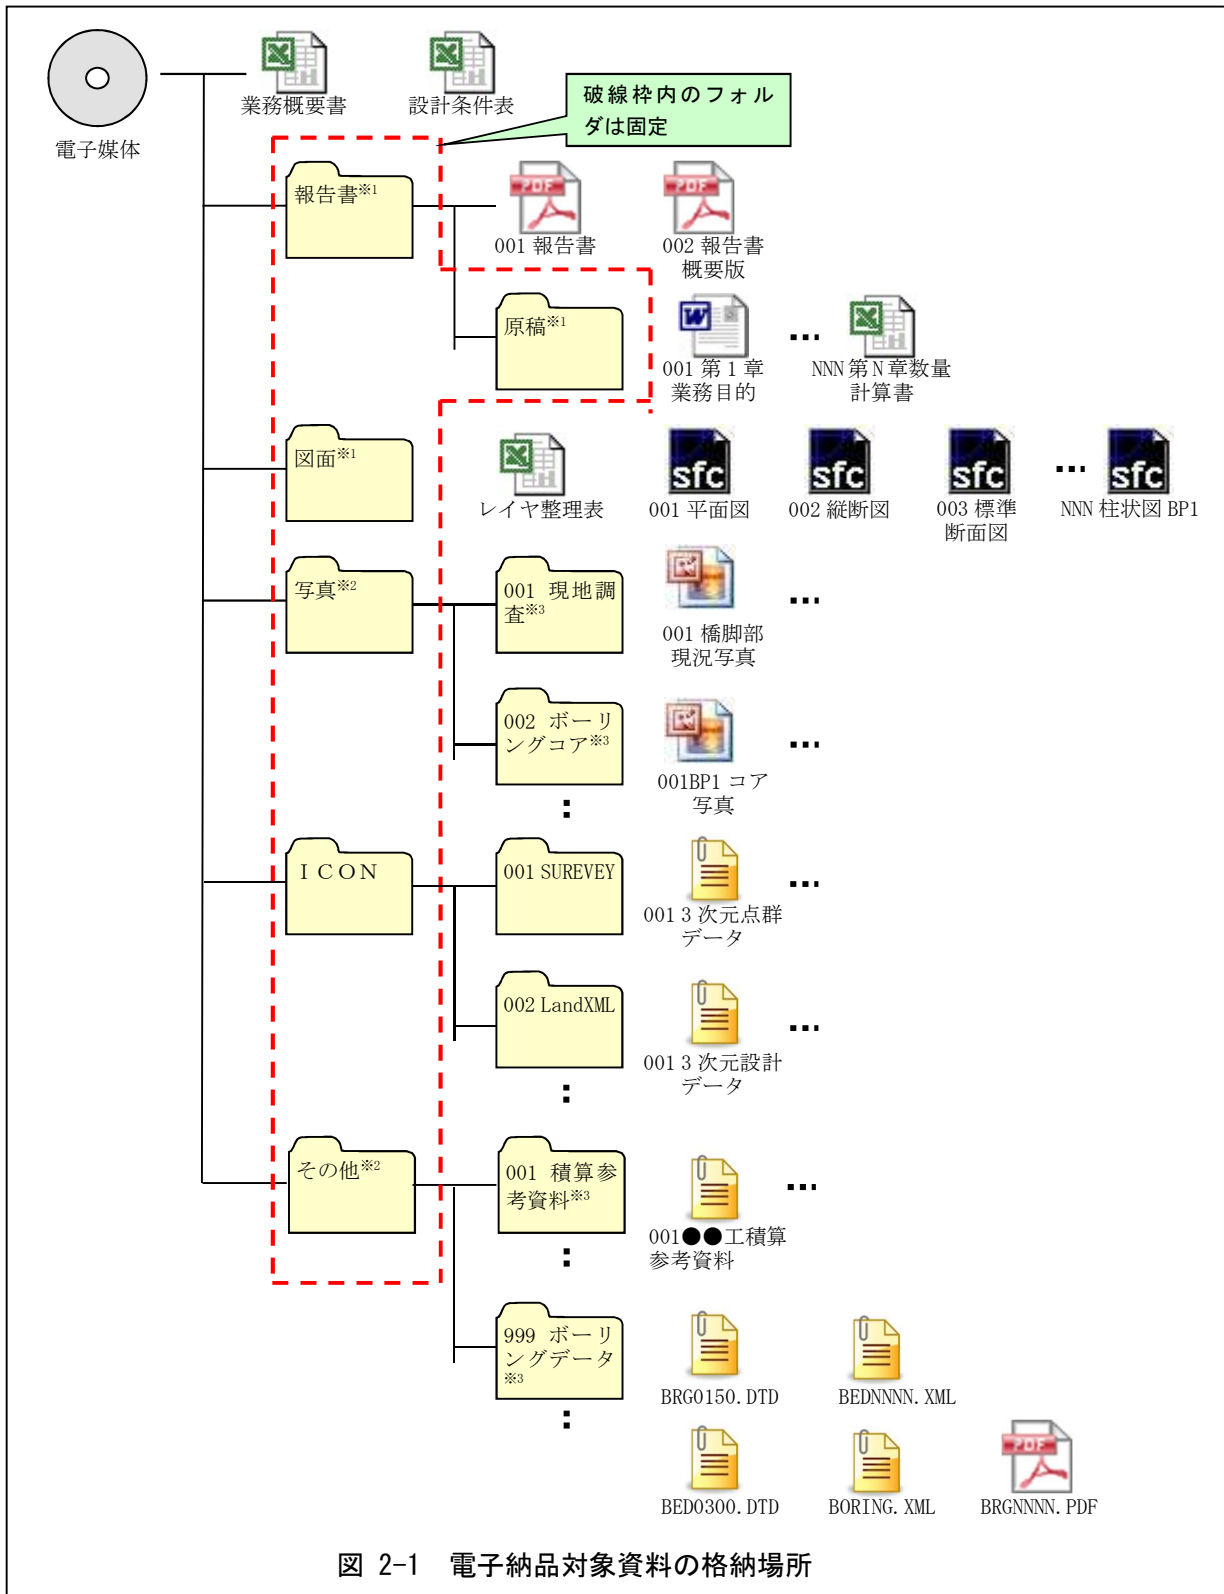 電子媒体
業務概要書
設計条件表
破線枠内のフォル
ダは固定
報告書※1
PDF
001 報告書
PDF
002 報告書
概要版
原稿※1
W
001 第 1 章
業務目的
...
NNN 第 N 章数量
計算書
図面※1
レイヤ整理表
sfc
001 平面図
sfc
002 縦断図
sfc
003 標準
断面図
...
sfc
NNN 柱状図 BP1
写真※2
001 現地調
査※3
001 橋脚部
現況写真
...
002 ボーリ
ングコア※3
001BP1 コア
写真
...
:
ＩＣＯＮ
001 SUREVEY
001 3 次元点群
データ
...
002 LandXML
001 3 次元設計
データ
...
:
その他※2
001 積算参
考資料※3
001●●工積算
参考資料
...
:
999 ボーリ
ングデータ
※3
BRG0150.DTD
BEDNNNN.XML
:
BED0300.DTD
BORING.XML
PDF
BRGNNNN.PDF
図 2-1 電子納品対象資料の格納場所